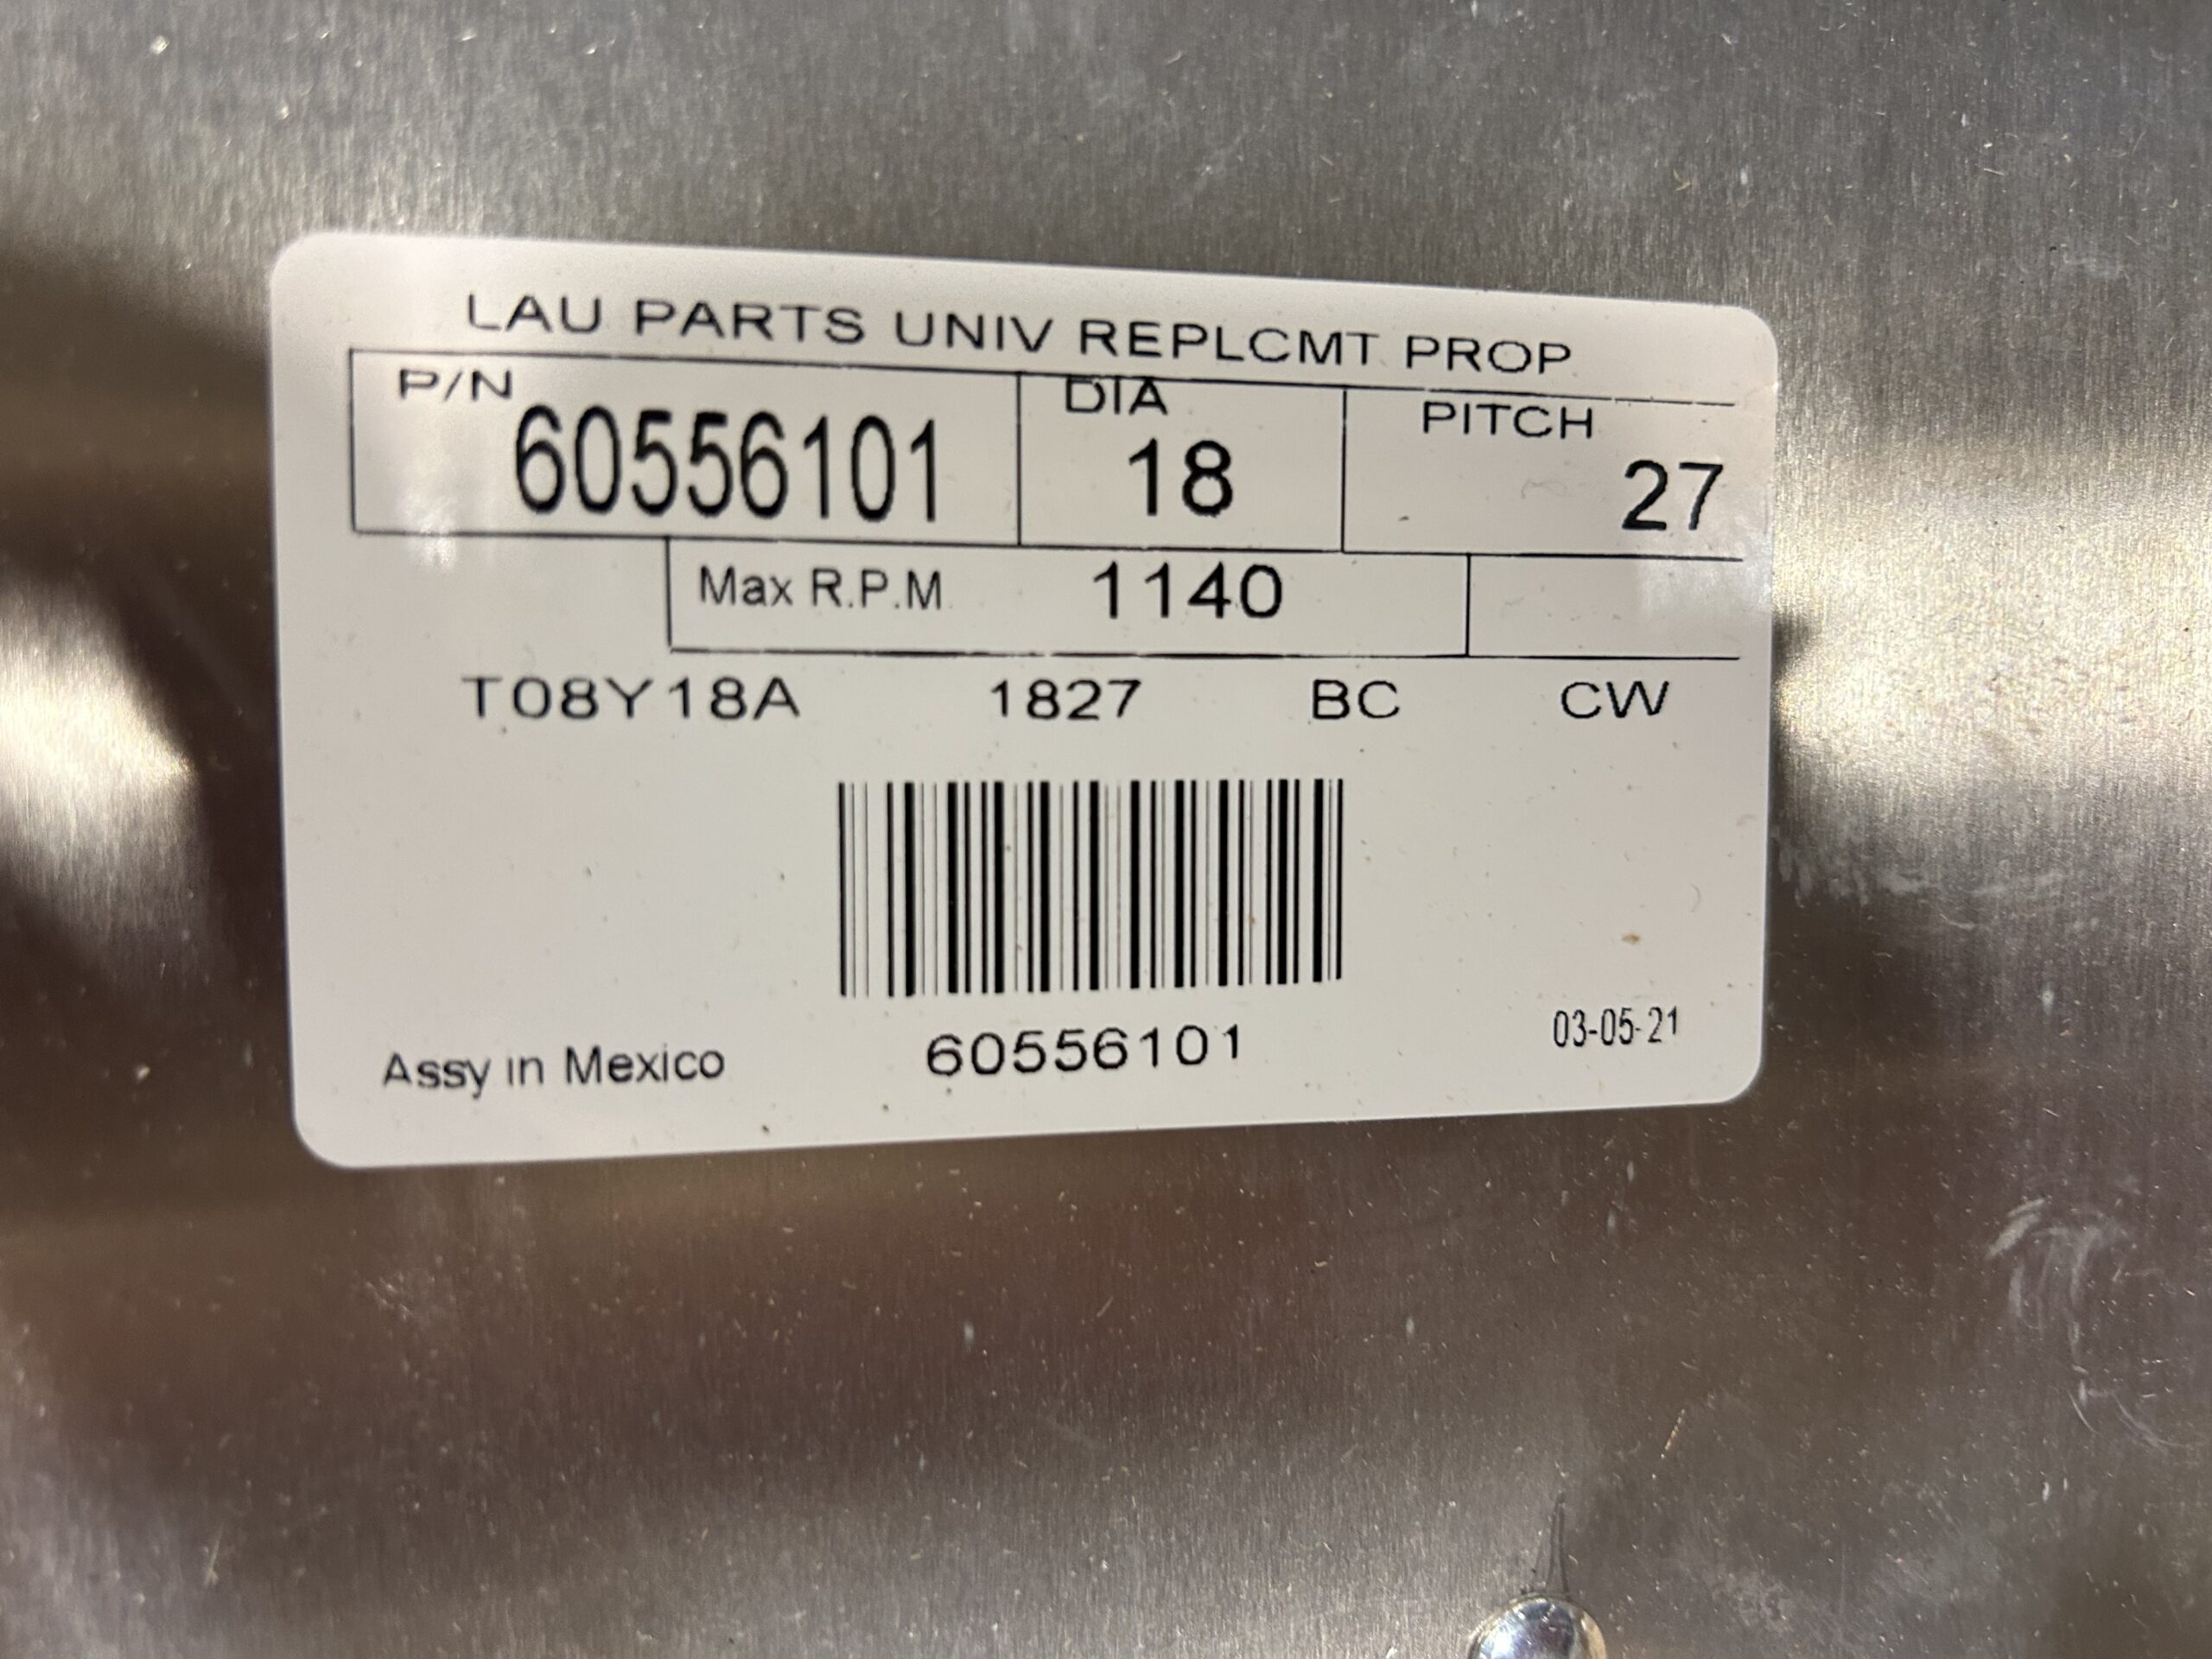 LAU PARTS UNIV REPLCMT PROP
P/N 60556101 DIA 18 PITCH 27
Max R.P.M 1140
T08Y18A 1827 BC CW
60556101
Assy in Mexico
03-05-21